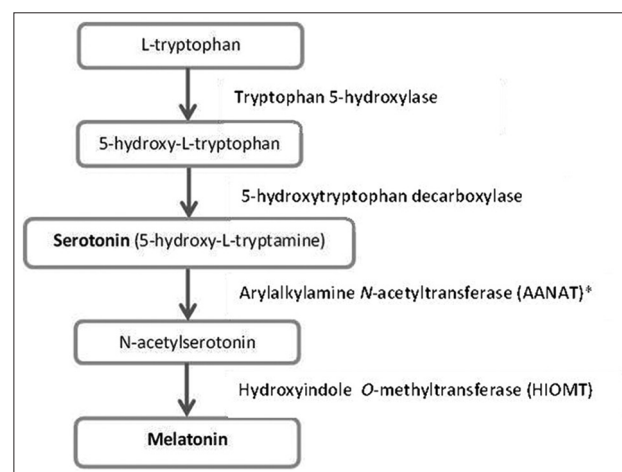 L-tryptophan
Tryptophan 5-hydroxylase
5-hydroxy-L-tryptophan
5-hydroxytryptophan decarboxylase
Serotonin (5-hydroxy-L-tryptamine)
Arylalkylamine N-acetyltransferase (AANAT)*
N-acetylserotonin
Hydroxyindole O-methyltransferase (HIOMT)
Melatonin